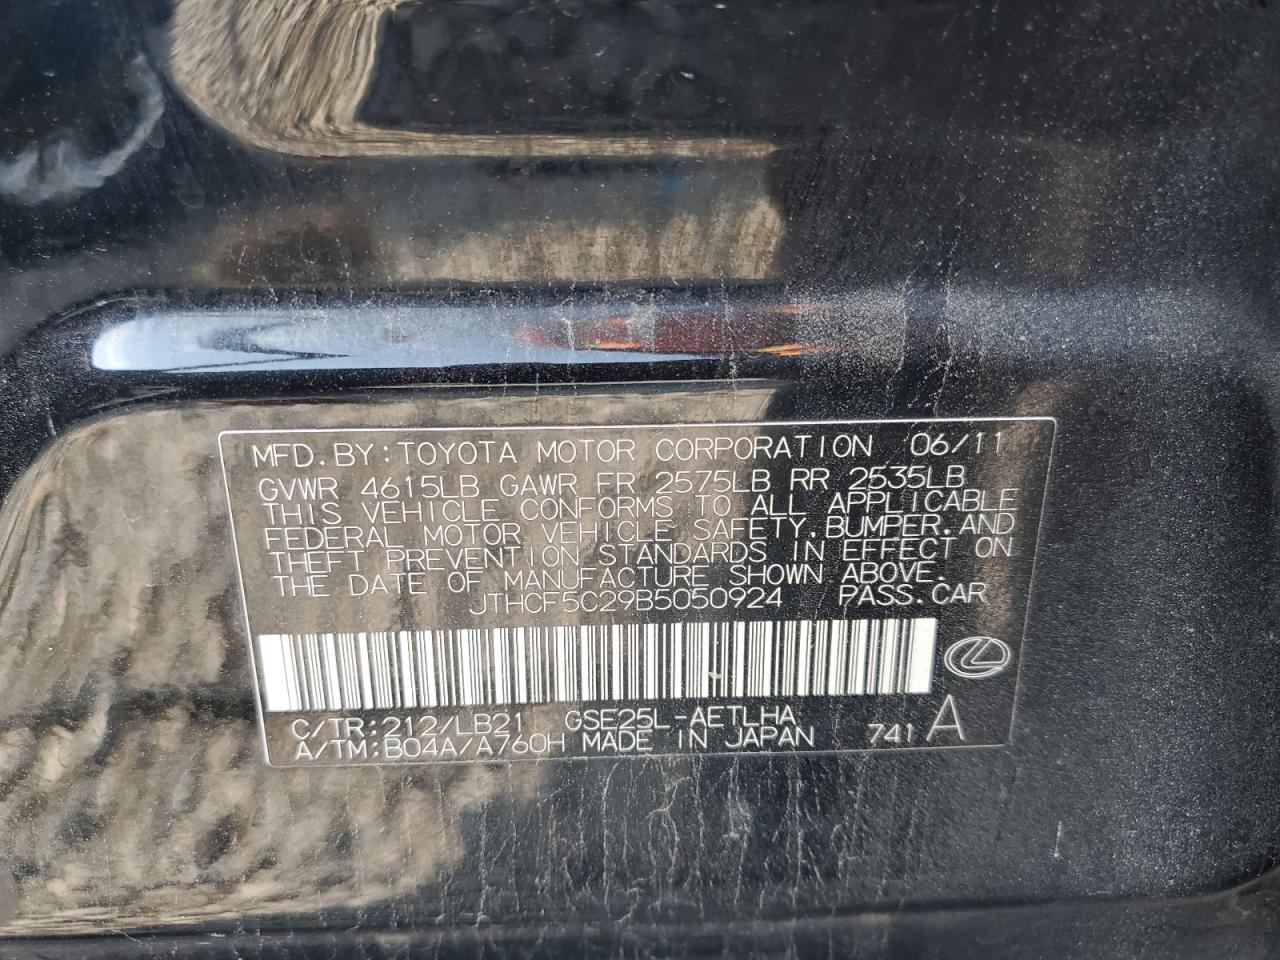 MFD.BY:TOYOTA MOTOR CORPORATION 06/11
GVWR 4615LB GAWR FR 2575LB RR 2535LB
THIS VEHICLE CONFORMS TO ALL APPLICABLE
FEDERAL MOTOR VEHICLE SAFETY,BUMPER,AND
THEFT PREVENTION STANDARDS IN EFFECT ON
THE DATE OF MANUFACTURE SHOWN ABOVE.
JTHCF5C29B5050924 PASS.CAR
C/TR:212/LB21 GSE25L-AETLHA
A/TM:B04A/A760H MADE IN JAPAN 741 A